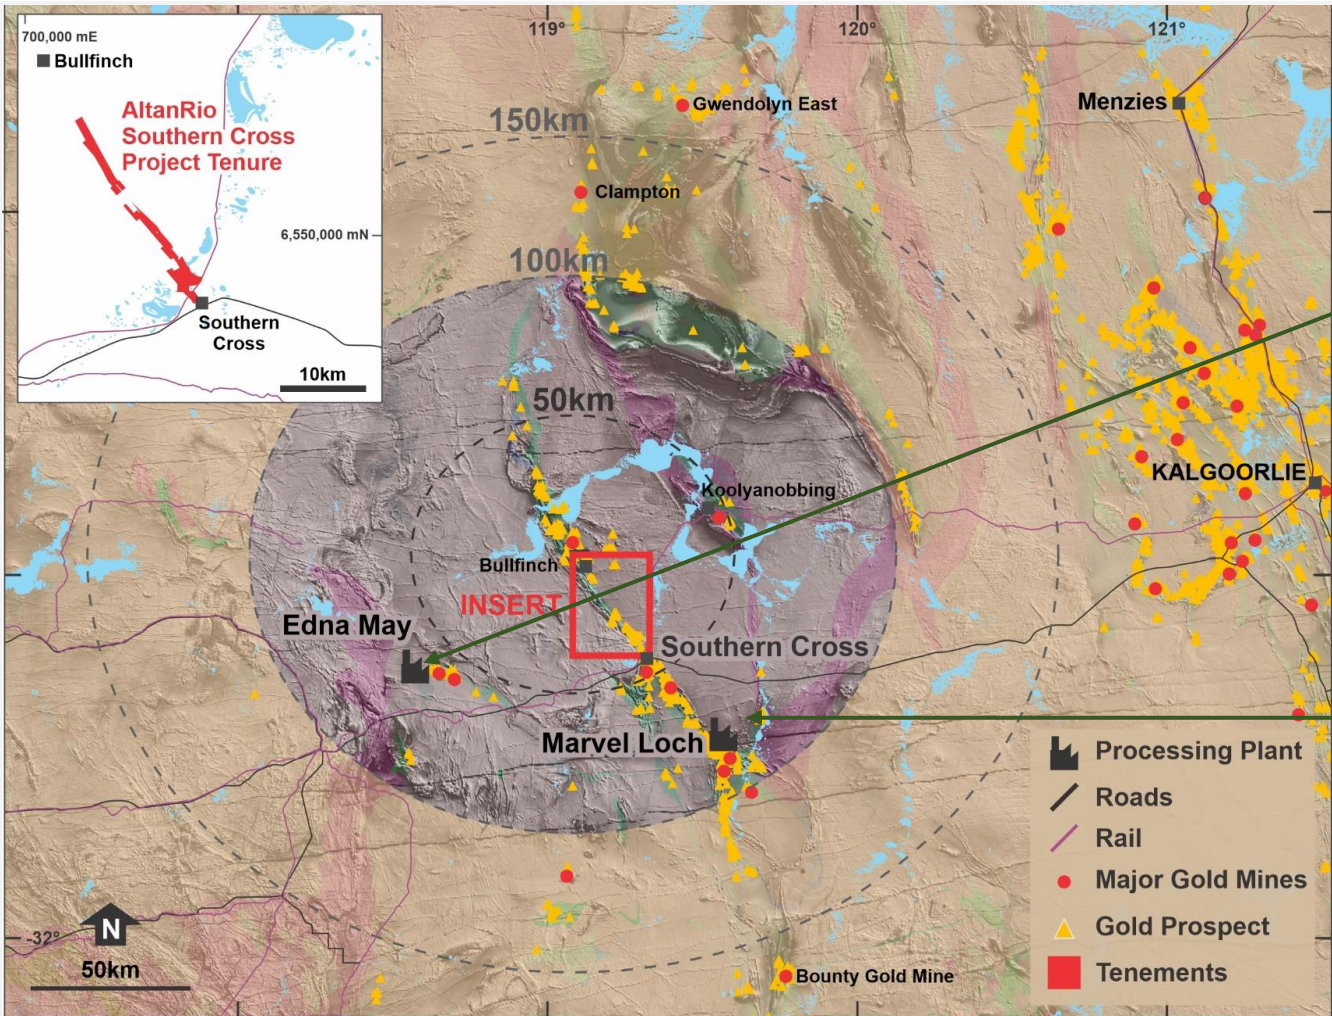 700,000 mE
Bullfinch
AltanRio
Southern Cross
Project Tenure
6,550,000 mN
Southern
Cross
10km
119°
120°
121°
Gwendolyn East
Menzies
150km
Clampton
100km
50km
KALGOORLIE
Koolyanobbing
Bullfinch
INSERT
Edna May
Southern Cross
Marvel Loch
Processing Plant
Roads
Rail
Major Gold Mines
Gold Prospect
Tenements
N
-32°
50km
Bounty Gold Mine